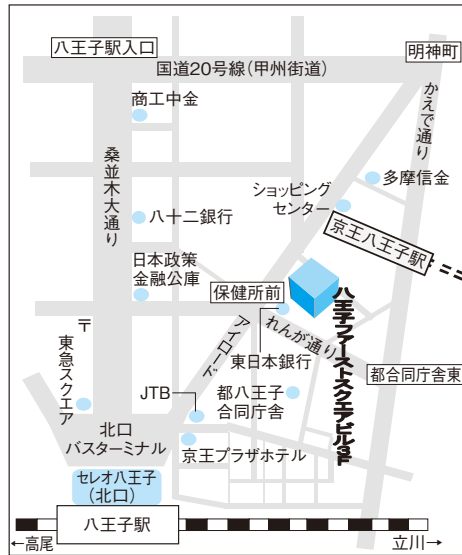 八王子駅入口
明神町
国道20号線(甲州街道)
かえで通り
商工中金
多摩信金
ショッピング
センター
桑並木大通り
八十二銀行
京王八王子駅
日本政策
金融公庫
保健所前
八王子ファーストスクエアビル3F
〒
東急スクエア
アイロード
れんが通り
東日本銀行
都合同庁舎東
JTB
都八王子
合同庁舎
北口
バスターミナル
京王プラザホテル
セレオ八王子
(北口)
八王子駅
←高尾
立川→